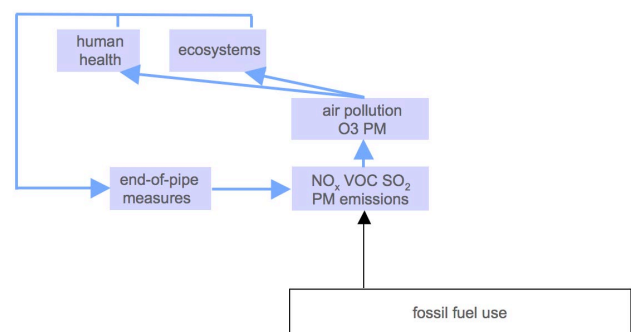 human
health
ecosystems
air pollution
O3 PM
end-of-pipe
measures
NOx VOC SO2
PM emissions
fossil fuel use